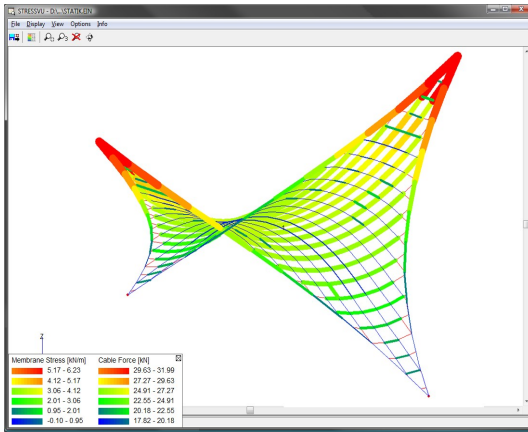 STRESSVU - D:\...\STATIK.EIN
File Display View Options Info
Z
Membrane Stress [kN/m] Cable Force [kN]
5.17 - 6.23 29.63 - 31.99
4.12 - 5.17 27.27 - 29.63
3.06 - 4.12 24.91 - 27.27
2.01 - 3.06 22.55 - 24.91
0.95 - 2.01 20.18 - 22.55
-0.10 - 0.95 17.82 - 20.18